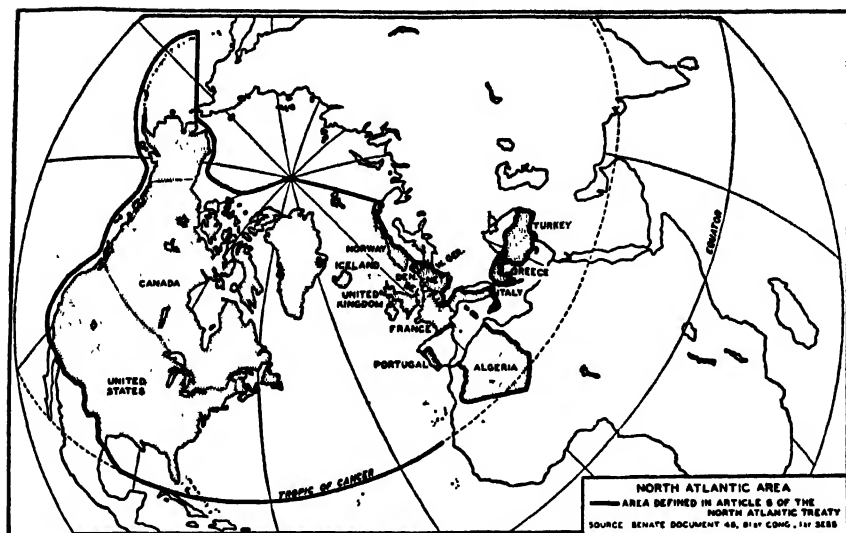 TURKEY
EQUATOR
NORWAY
GREECE
ICELAND
DEN.
CANADA
ITALY
UNITED
KINGDOM
FRANCE
PORTUGAL
ALGERIA
UNITED
STATES
TROPIC OF CANCER
NORTH ATLANTIC AREA
AREA DEFINED IN ARTICLE 6 OF THE
NORTH ATLANTIC TREATY
SOURCE SENATE DOCUMENT 48, 81ST CONG., 1ST SESS